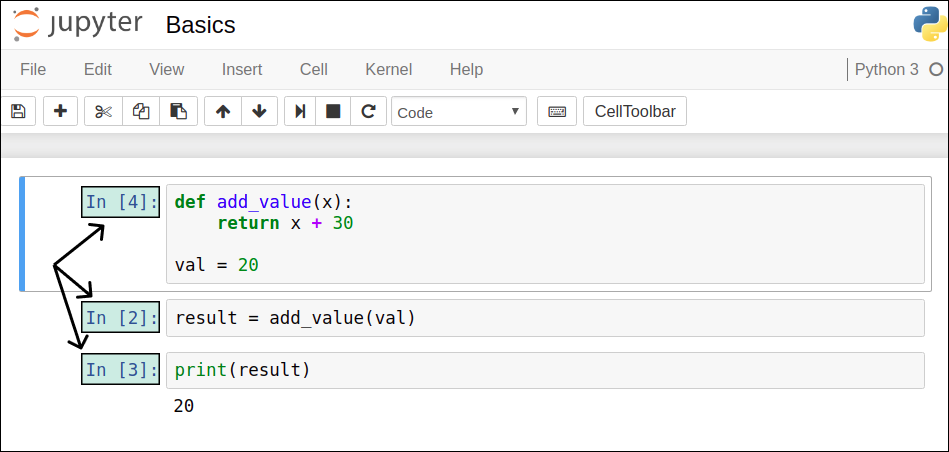 jupyter Basics
File Edit View Insert Cell Kernel Help Python 3
Code CellToolbar
In [4]: def add_value(x):
return x + 30
val = 20
In [2]: result = add_value(val)
In [3]: print(result)
20